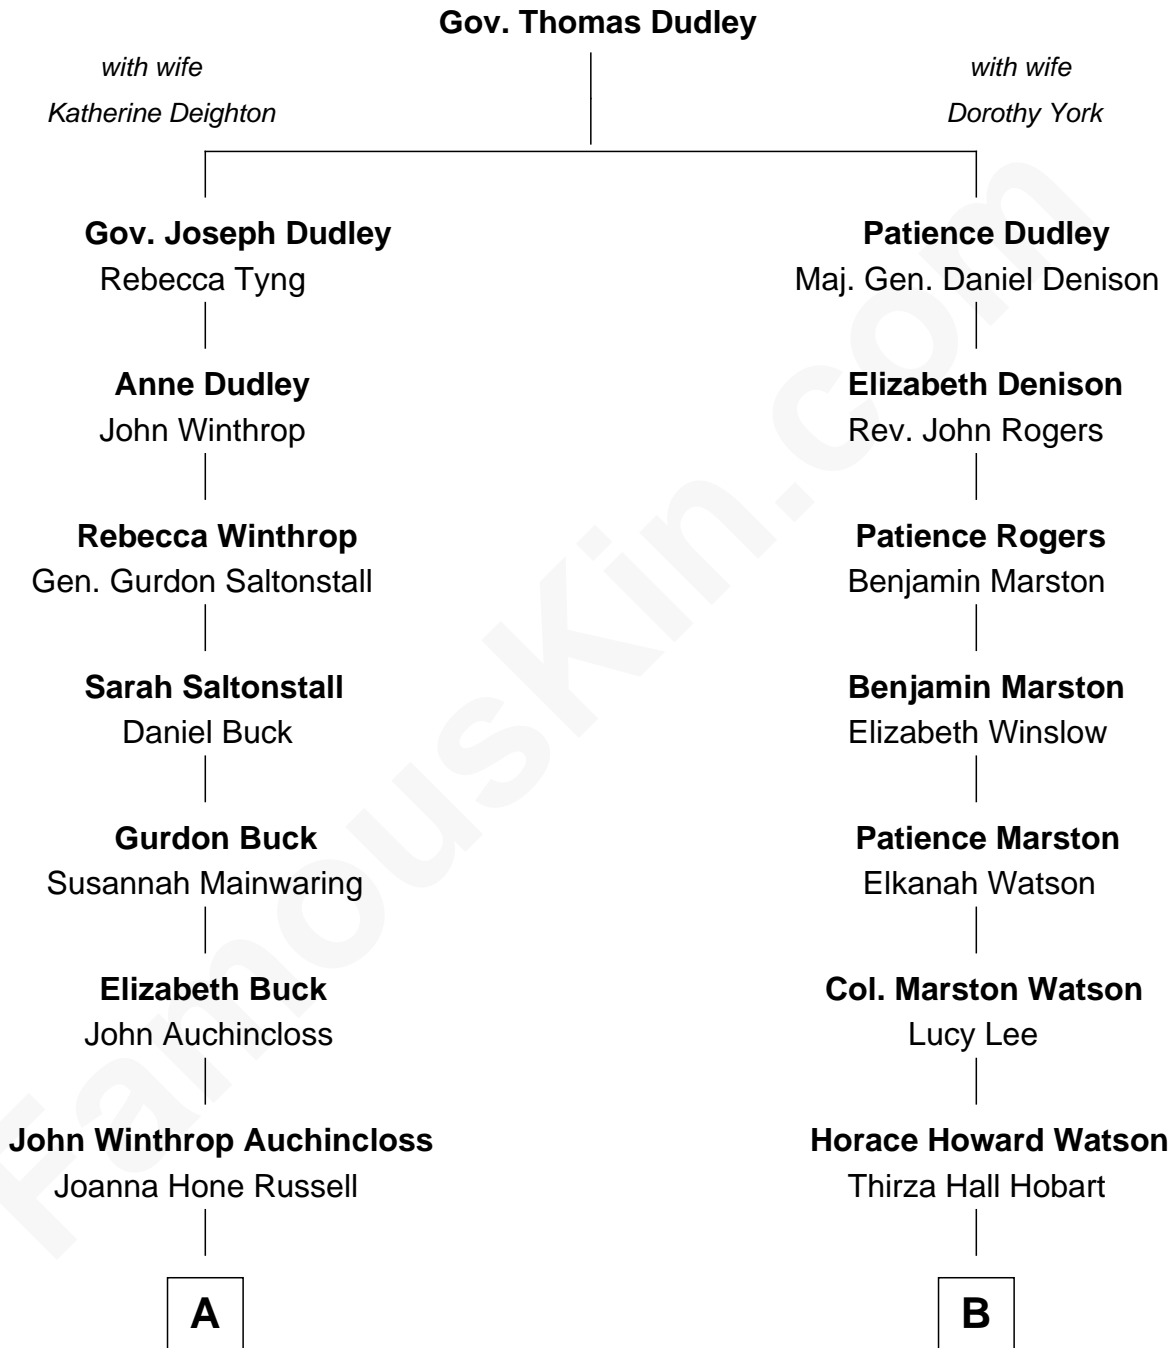 Gov. Thomas Dudley
with wife
Katherine Deighton
with wife
Dorothy York
Gov. Joseph Dudley
Rebecca Tyng
Patience Dudley
Maj. Gen. Daniel Denison
Anne Dudley
John Winthrop
Elizabeth Denison
Rev. John Rogers
Rebecca Winthrop
Gen. Gurdon Saltonstall
Patience Rogers
Benjamin Marston
Sarah Saltonstall
Daniel Buck
Benjamin Marston
Elizabeth Winslow
Gurdon Buck
Susannah Mainwaring
Patience Marston
Elkanah Watson
Elizabeth Buck
John Auchincloss
Col. Marston Watson
Lucy Lee
John Winthrop Auchincloss
Joanna Hone Russell
Horace Howard Watson
Thirza Hall Hobart
A
B
FamousKin.com